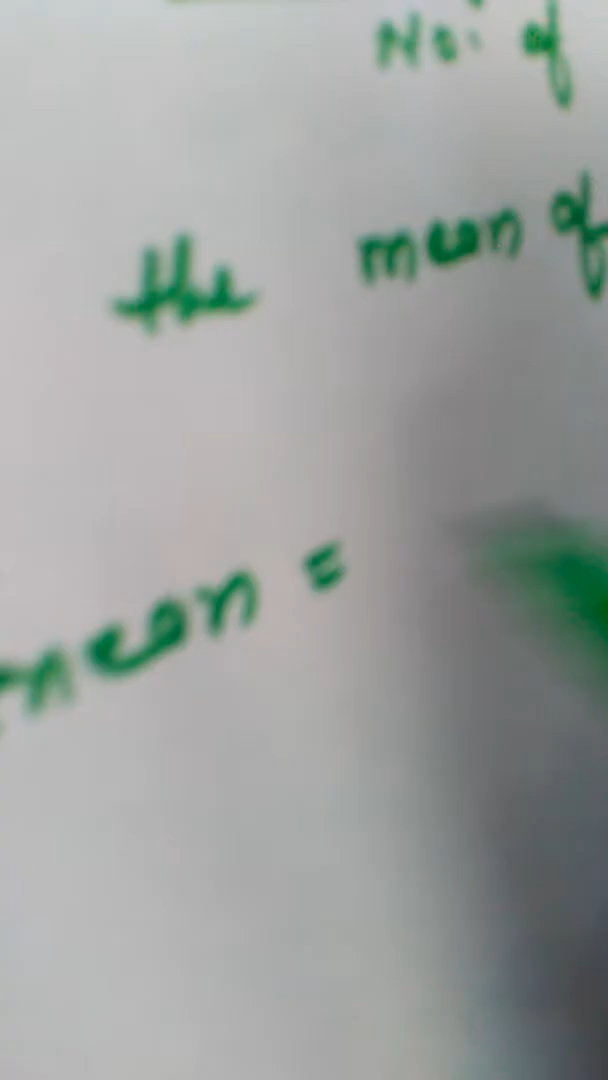 No. of
the mean of
mean =